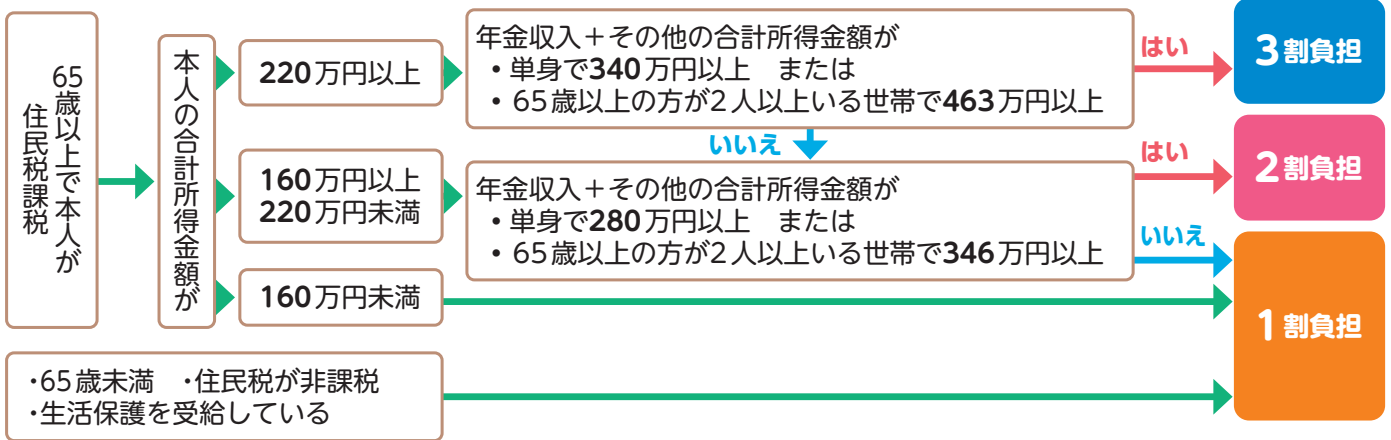 65歳以上で本人が
住民税課税
本人の合計所得金額が
220万円以上
年金収入＋その他の合計所得金額が
・単身で340万円以上　または
・65歳以上の方が2人以上いる世帯で463万円以上
はい
3割負担
いいえ
160万円以上
220万円未満
年金収入＋その他の合計所得金額が
・単身で280万円以上　または
・65歳以上の方が2人以上いる世帯で346万円以上
はい
2割負担
いいえ
160万円未満
1割負担
・65歳未満　・住民税が非課税
・生活保護を受給している